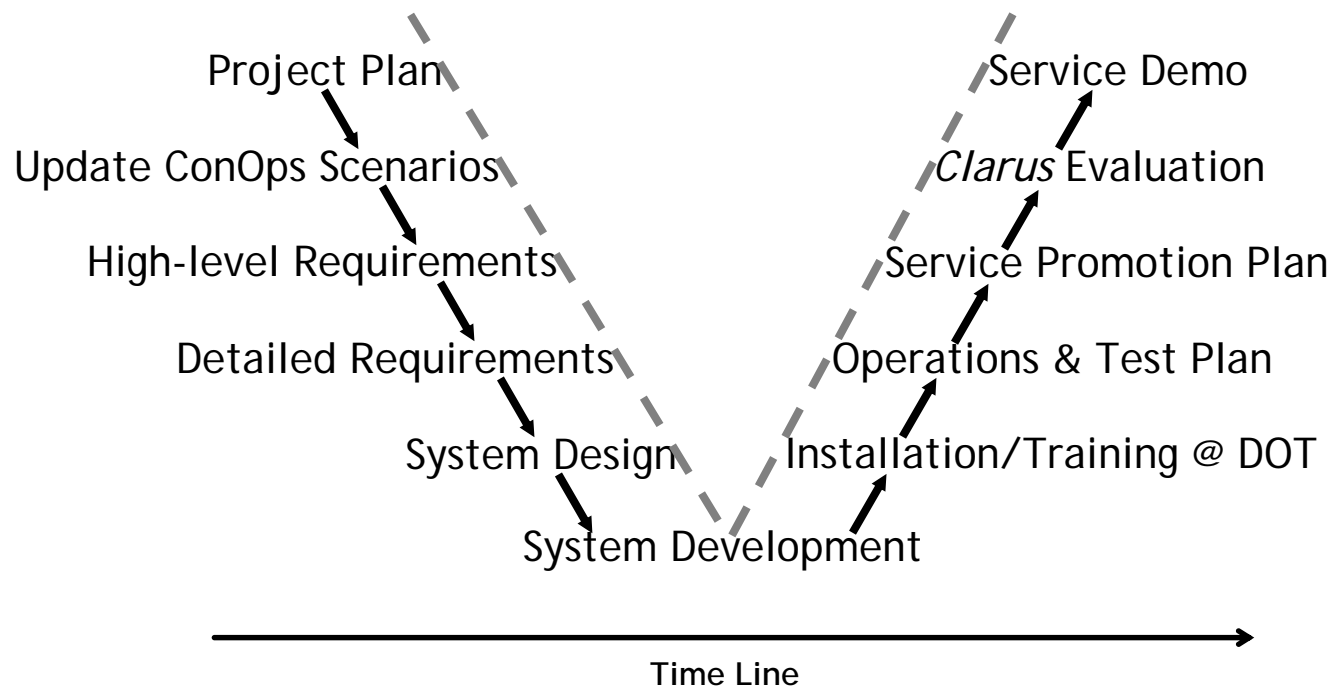 Project Plan
Update ConOps Scenarios
High-level Requirements
Detailed Requirements
System Design
System Development
Installation/Training @ DOT
Operations & Test Plan
Service Promotion Plan
Clarus Evaluation
Service Demo
Time Line